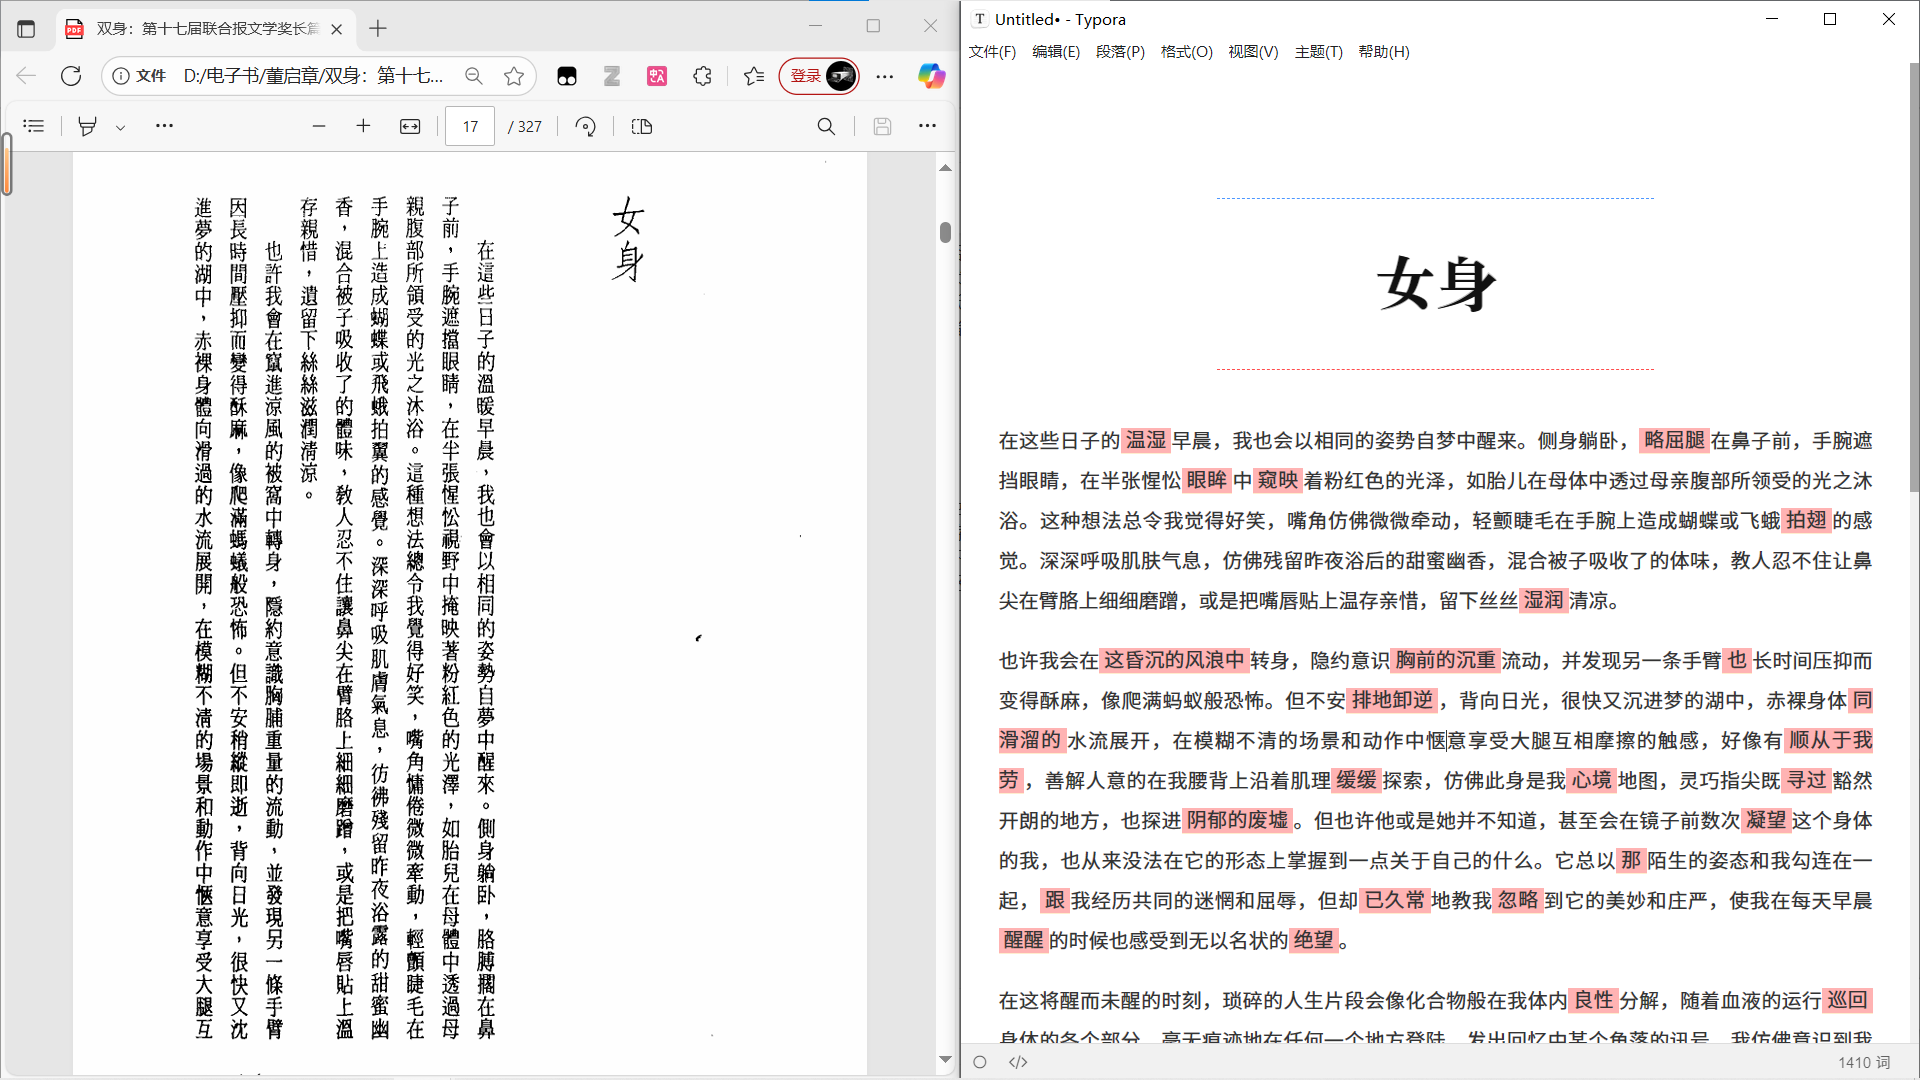 双身：第十七届联合报文学奖长篇
文件
D:/电子书/董启章/双身：第十七...
登录
17
/ 327
女身
在這些日子的溫暖早晨，我也會以相同的姿勢自夢中醒來。側身躺卧，胳膊擱在鼻
子前，手腕遮擋眼睛，在半張惺忪視野中掩映著粉紅色的光澤，如胎兒在母體中透過母
親腹部所領受的光之沐浴。這種想法總令我覺得好笑，嘴角慵倦微微牽動，輕顫睫毛在
手腕上造成蝴蝶或飛蛾拍翼的感覺。深深呼吸肌膚氣息，彷彿殘留昨夜浴露的甜蜜幽
香，混合被子吸收了的體味，教人忍不住讓鼻尖在臂胳上細細磨蹭，或是把嘴唇貼上溫
存親惜，遺留下絲絲滋潤清涼。
也許我會在竄進涼風的被窩中轉身，隱約意識胸脯重量的流動，並發現另一條手臂
因長時間壓抑而變得酥麻，像爬滿螞蟻般恐怖。但不安稍縱即逝，背向日光，很快又沈
進夢的湖中，赤裸身體向滑過的水流展開，在模糊不清的場景和動作中愜意享受大腿互
Untitled• - Typora
文件(F)
编辑(E)
段落(P)
格式(O)
视图(V)
主题(T)
帮助(H)
女身
在这些日子的 温湿 早晨，我也会以相同的姿势自梦中醒来。侧身躺卧， 略屈腿 在鼻子前，手腕遮
挡眼睛，在半张惺忪 眼眸 中 窥映 着粉红色的光泽，如胎儿在母体中透过母亲腹部所领受的光之沐
浴。这种想法总令我觉得好笑，嘴角仿佛微微牵动，轻颤睫毛在手腕上造成蝴蝶或飞蛾 拍翅 的感
觉。深深呼吸肌肤气息，仿佛残留昨夜浴后的甜蜜幽香，混合被子吸收了的体味，教人忍不住让鼻
尖在臂胳上细细磨蹭，或是把嘴唇贴上温存亲惜，留下丝丝 湿润 清凉。
也许我会在 这昏沉的风浪中 转身，隐约意识 胸前的沉重 流动，并发现另一条手臂 也 长时间压抑而
变得酥麻，像爬满蚂蚁般恐怖。但不安 排地卸逆 ，背向日光，很快又沉进梦的湖中，赤裸身体 同
滑溜的 水流展开，在模糊不清的场景和动作中惬意享受大腿互相摩擦的触感，好像有 顺从于我
劳 ，善解人意的在我腰背上沿着肌理 缓缓 探索，仿佛此身是我 心境 地图，灵巧指尖既 寻过 豁然
开朗的地方，也探进 阴郁的废墟 。但也许他或是她并不知道，甚至会在镜子前数次 凝望 这个身体
的我，也从来没法在它的形态上掌握到一点关于自己的什么。它总以 那 陌生的姿态和我勾连在一
起， 跟 我经历共同的迷惘和屈辱，但却 已久常 地教我 忽略 到它的美妙和庄严，使我在每天早晨
醒醒 的时候也感受到无以名状的 绝望 。
在这将醒而未醒的时刻，琐碎的人生片段会像化合物般在我体内 良性 分解，随着血液的运行 巡回
身体的各个部分，毫无痕迹地在任何一个地方登陆，发出回忆中某个角落的讯号，我仿佛意识到我
1410 词